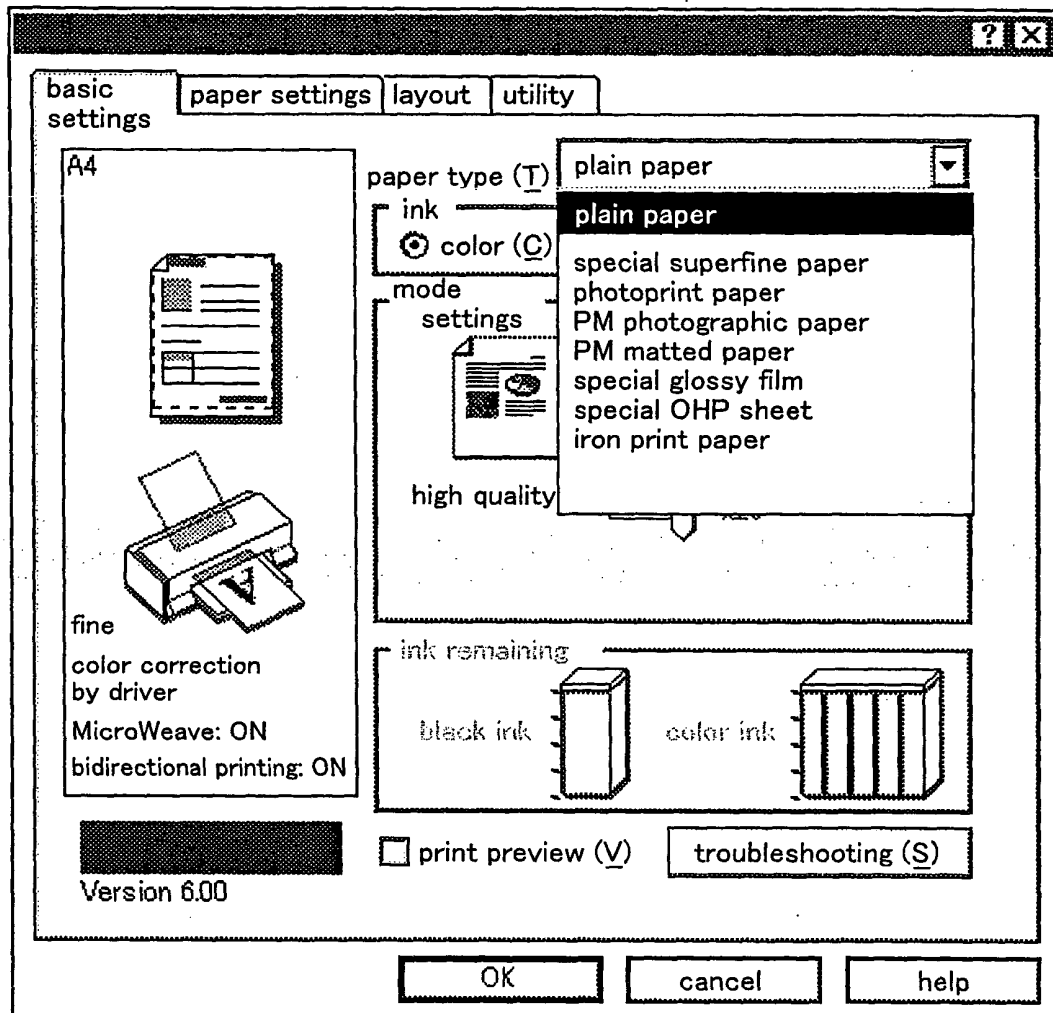 ? X
basic
settings
paper settings
layout
utility
A4
paper type (T)
plain paper
plain paper
special superfine paper
photoprint paper
PM photographic paper
PM matted paper
special glossy film
special OHP sheet
iron print paper
ink
color (C)
mode
settings
high quality
fine
color correction
by driver
MicroWeave: ON
bidirectional printing: ON
ink remaining
black ink
color ink
Version 6.00
print preview (V)
troubleshooting (S)
OK
cancel
help